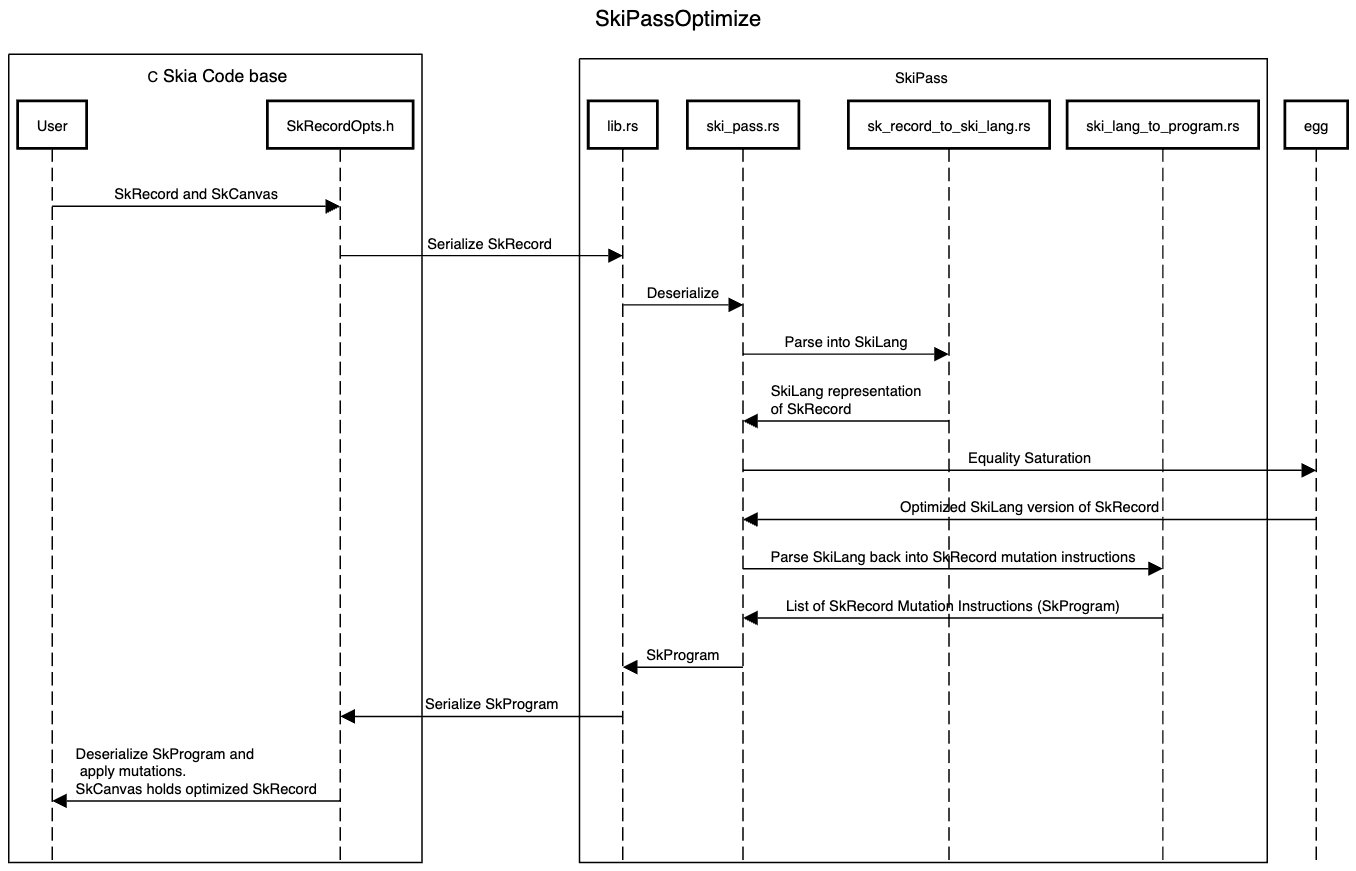 SkiPassOptimize
C Skia Code base
SkiPass
User
SkRecordOpts.h
lib.rs
ski_pass.rs
sk_record_to_ski_lang.rs
ski_lang_to_program.rs
egg
SkRecord and SkCanvas
Serialize SkRecord
Deserialize
Parse into SkiLang
SkiLang representation
of SkRecord
Equality Saturation
Optimized SkiLang version of SkRecord
Parse SkiLang back into SkRecord mutation instructions
List of SkRecord Mutation Instructions (SkProgram)
SkProgram
Serialize SkProgram
Deserialize SkProgram and
apply mutations.
SkCanvas holds optimized SkRecord